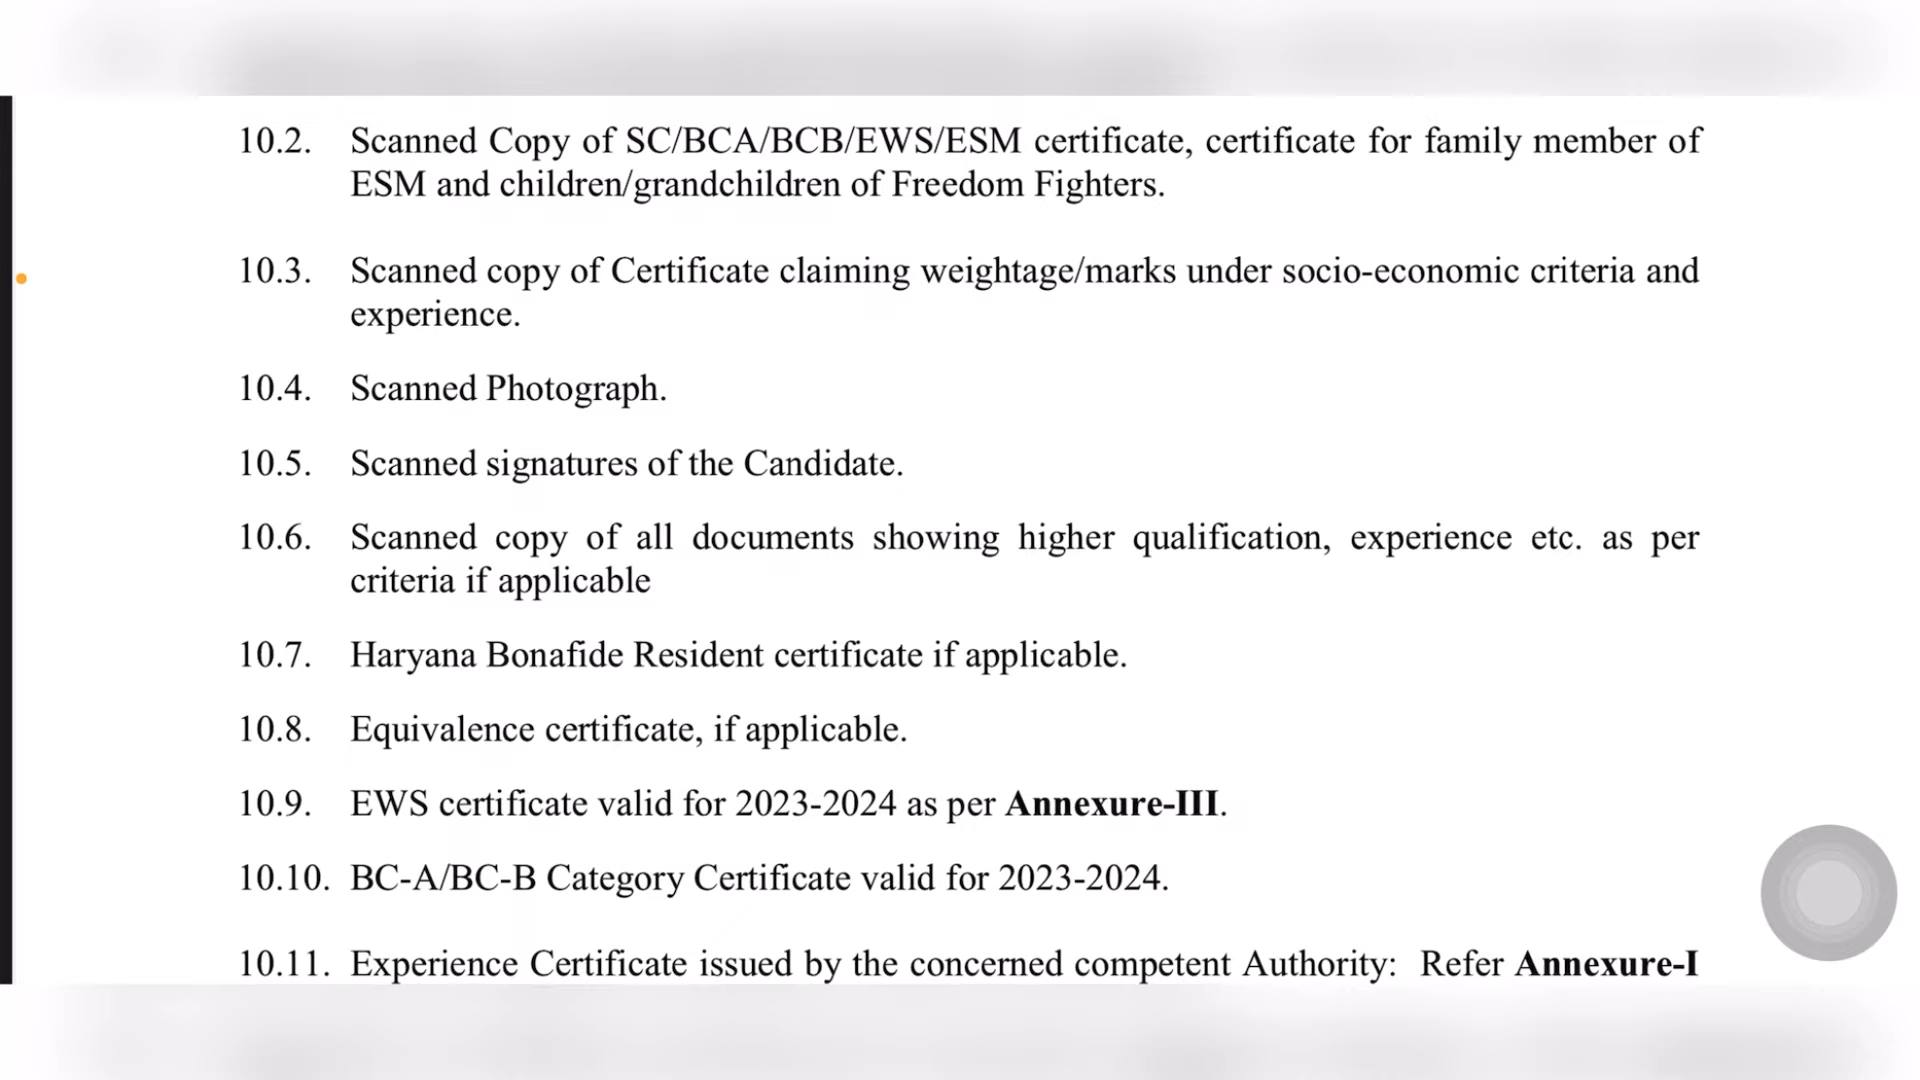 10.2. Scanned Copy of SC/BCA/BCB/EWS/ESM certificate, certificate for family member of
ESM and children/grandchildren of Freedom Fighters.
10.3. Scanned copy of Certificate claiming weightage/marks under socio-economic criteria and
experience.
10.4. Scanned Photograph.
10.5. Scanned signatures of the Candidate.
10.6. Scanned copy of all documents showing higher qualification, experience etc. as per
criteria if applicable
10.7. Haryana Bonafide Resident certificate if applicable.
10.8. Equivalence certificate, if applicable.
10.9. EWS certificate valid for 2023-2024 as per Annexure-III.
10.10. BC-A/BC-B Category Certificate valid for 2023-2024.
10.11. Experience Certificate issued by the concerned competent Authority: Refer Annexure-I